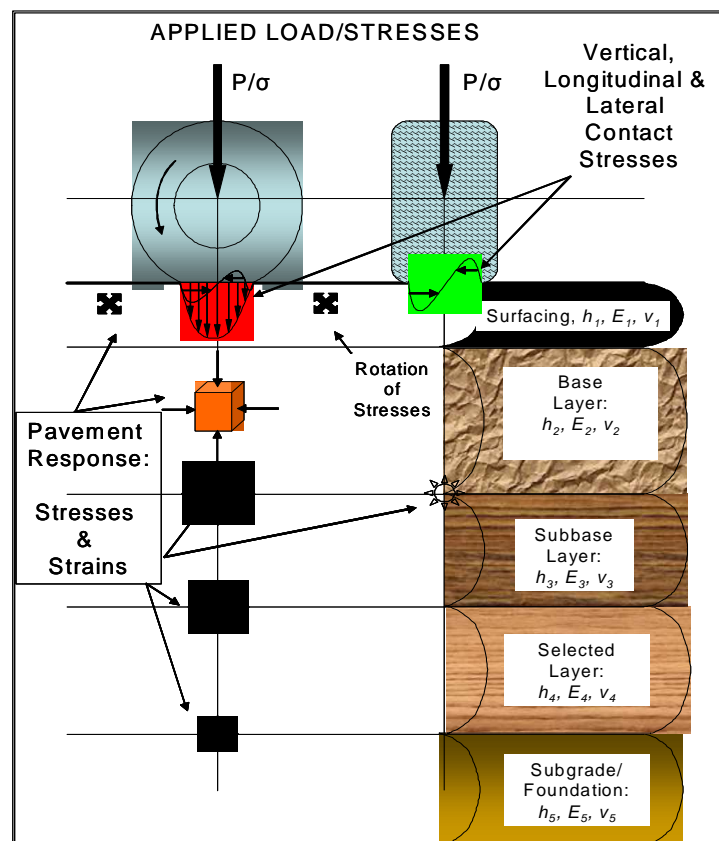 APPLIED LOAD/STRESSES
P/σ
P/σ
Vertical,
Longitudinal &
Lateral
Contact
Stresses
Surfacing, h1, E1, v1
Rotation
of
Stresses
Base
Layer:
h2, E2, v2
Pavement
Response:
Stresses
&
Strains
Subbase
Layer:
h3, E3, v3
Selected
Layer:
h4, E4, v4
Subgrade/
Foundation:
h5, E5, v5